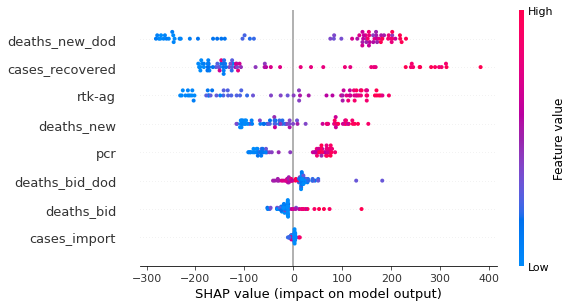 High
deaths_new_dod
cases_recovered
rtk-ag
deaths_new
pcr
deaths_bid_dod
deaths_bid
cases_import
Low
Feature value
−300 −200 −100 0 100 200 300 400
SHAP value (impact on model output)